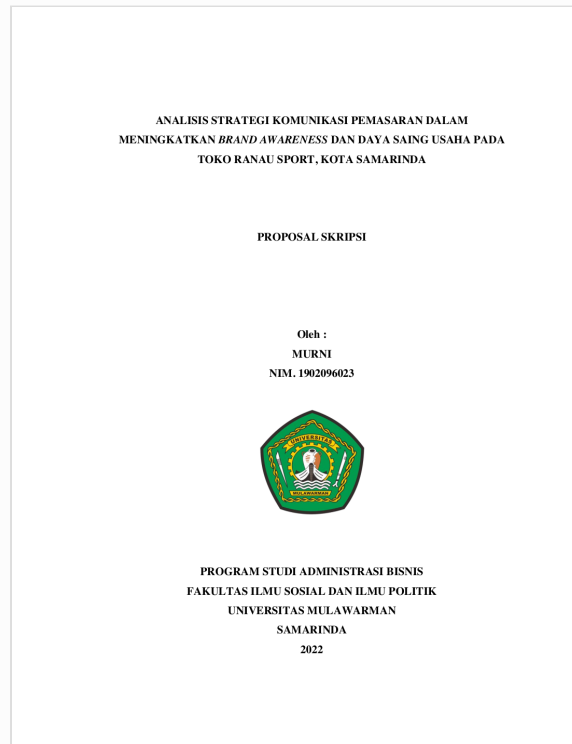 ANALISIS STRATEGI KOMUNIKASI PEMASARAN DALAM
MENINGKATKAN BRAND AWARENESS DAN DAYA SAING USAHA PADA
TOKO RANAU SPORT, KOTA SAMARINDA
PROPOSAL SKRIPSI
Oleh :
MURNI
NIM. 1902096023
UNIVERSITAS
MULAWARMAN
PROGRAM STUDI ADMINISTRASI BISNIS
FAKULTAS ILMU SOSIAL DAN ILMU POLITIK
UNIVERSITAS MULAWARMAN
SAMARINDA
2022